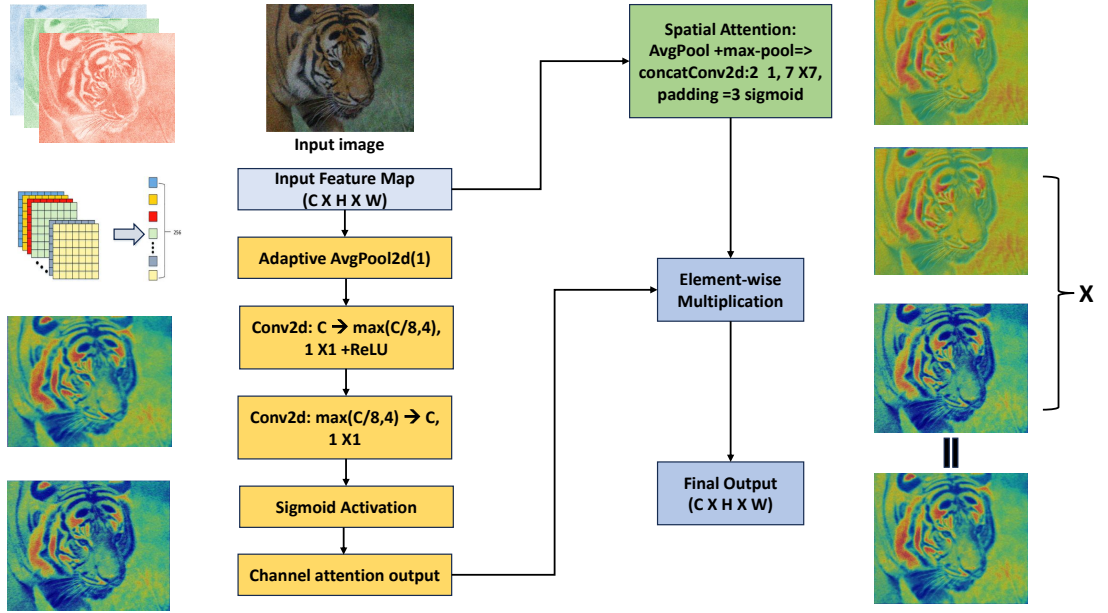 Input image
Input Feature Map
(C X H X W)
Adaptive AvgPool2d(1)
Conv2d: C → max(C/8,4),
1 X1 +ReLU
Conv2d: max(C/8,4) → C,
1 X1
Sigmoid Activation
Channel attention output
256
Spatial Attention:
AvgPool +max-pool=>
concatConv2d:2 1, 7 X7,
padding =3 sigmoid
Element-wise
Multiplication
Final Output
(C X H X W)
X
=